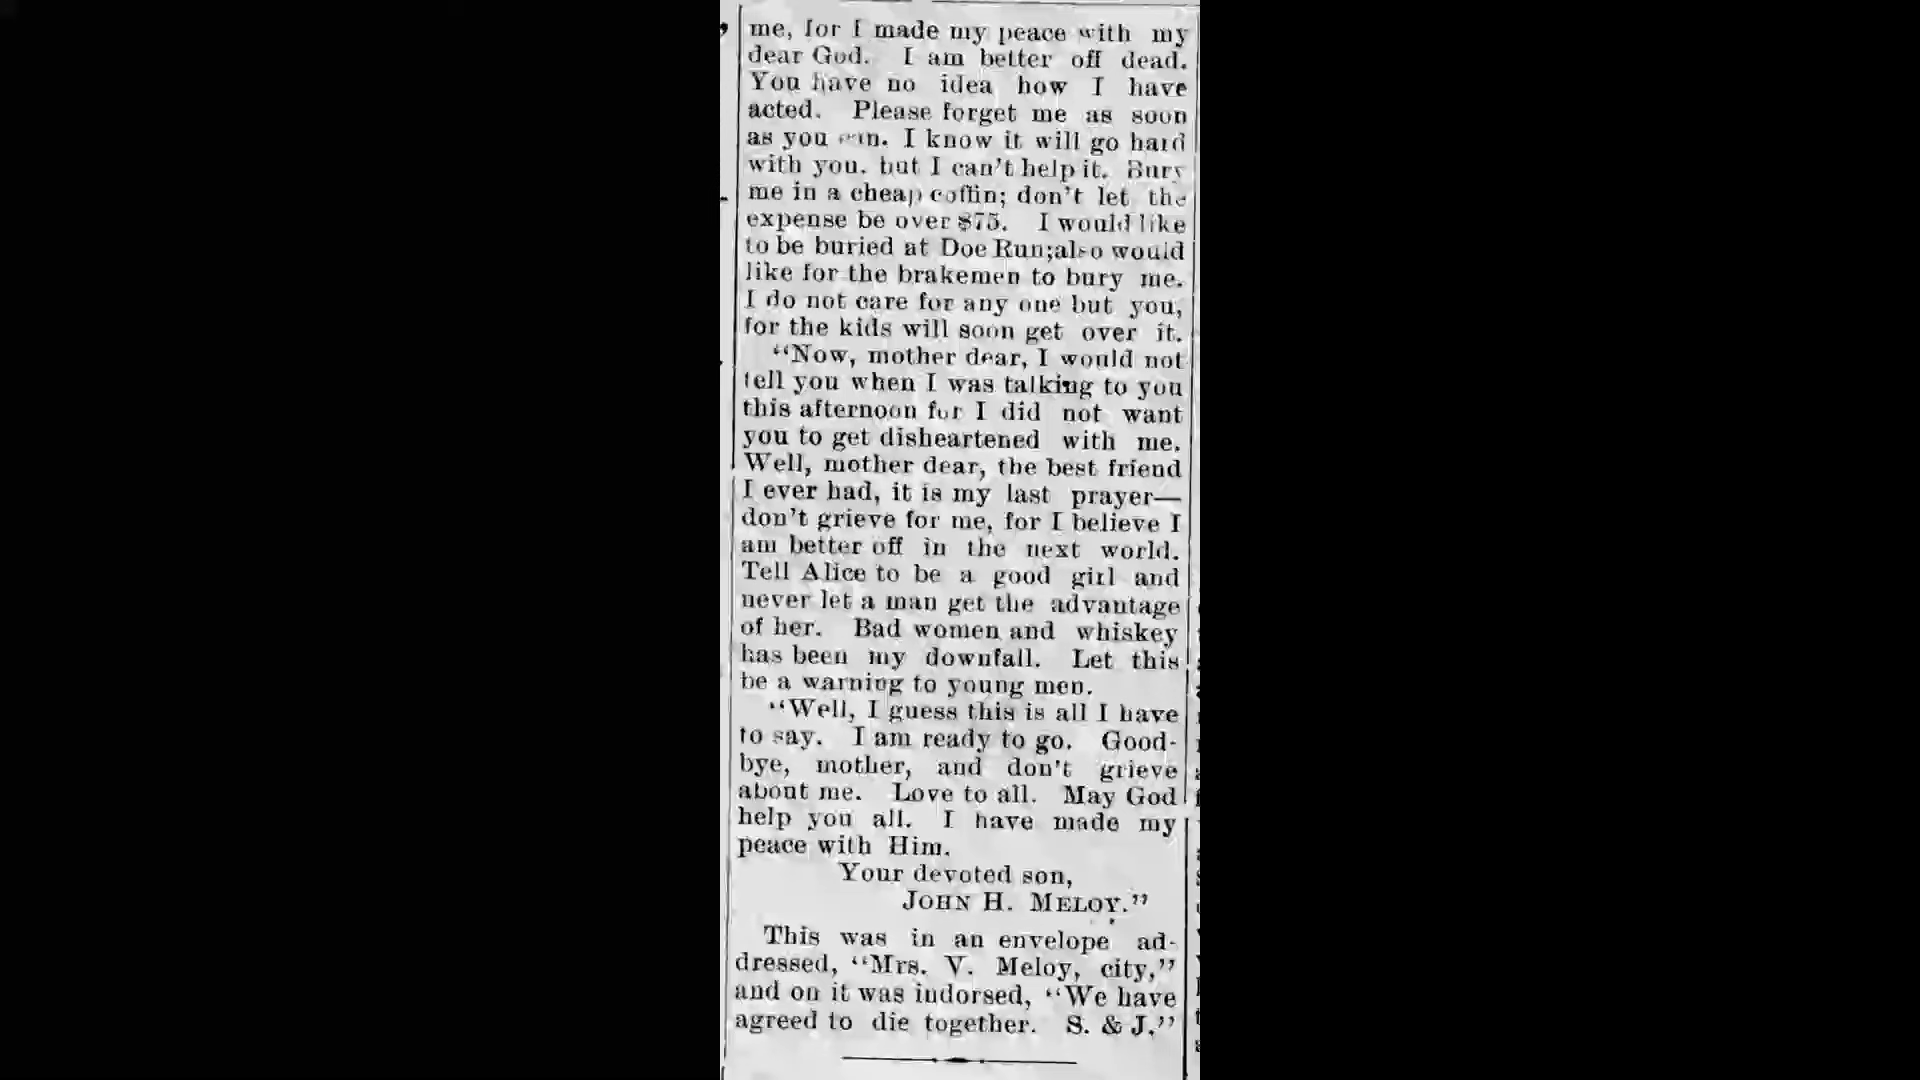 me, for I made my peace with my
dear God. I am better off dead.
You have no idea how I have
acted. Please forget me as soon
as you can. I know it will go hard
with you, but I can't help it. Bury
me in a cheap coffin; don't let the
expense be over $75. I would like
to be buried at Doe Run;also would
like for the brakemen to bury me.
I do not care for any one but you,
for the kids will soon get over it.
"Now, mother dear, I would not
tell you when I was talking to you
this afternoon for I did not want
you to get disheartened with me.
Well, mother dear, the best friend
I ever had, it is my last prayer—
don't grieve for me, for I believe I
am better off in the next world.
Tell Alice to be a good girl and
never let a man get the advantage
of her. Bad women and whiskey
has been my downfall. Let this
be a warning to young men.
"Well, I guess this is all I have
to say. I am ready to go. Good-
bye, mother, and don't grieve
about me. Love to all. May God
help you all. I have made my
peace with Him.
Your devoted son,
JOHN H. MELOY."
This was in an envelope ad-
dressed, "Mrs. V. Meloy, city,"
and on it was indorsed, "We have
agreed to die together. S. & J."